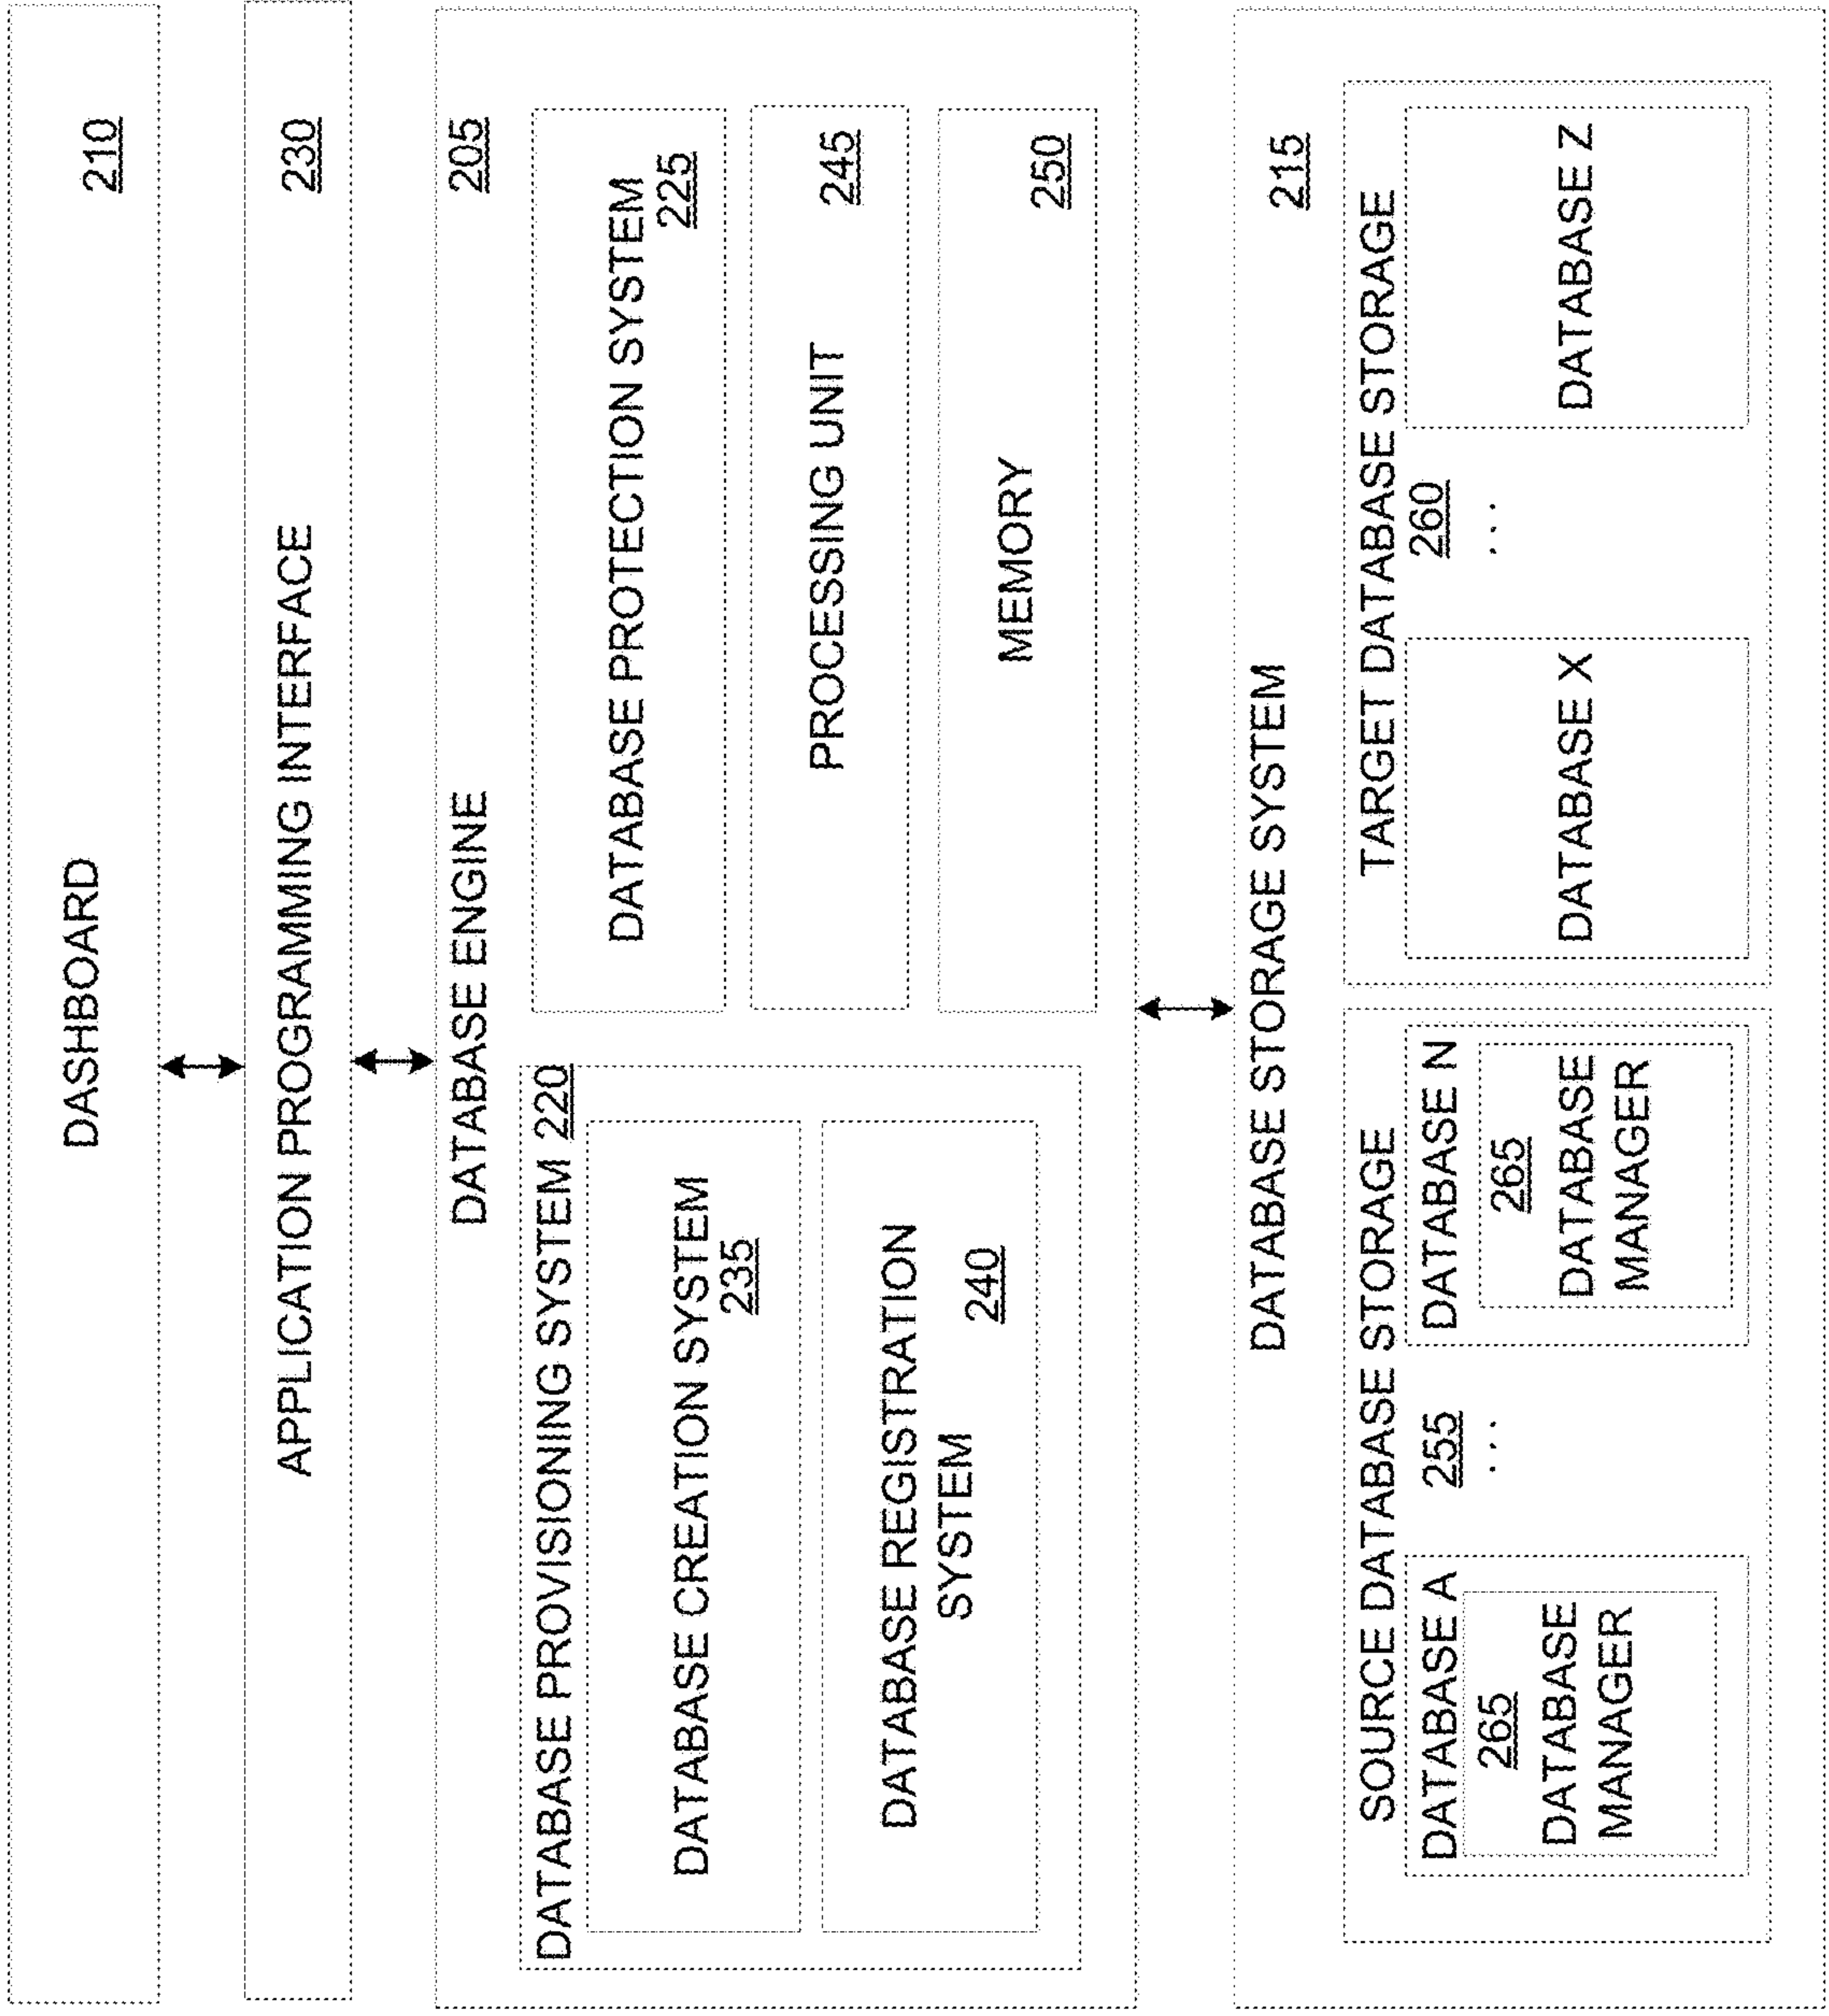 DASHBOARD
210
APPLICATION PROGRAMMING INTERFACE
230
DATABASE ENGINE
205
DATABASE PROVISIONING SYSTEM 220
DATABASE CREATION SYSTEM
235
DATABASE REGISTRATION
SYSTEM
240
DATABASE PROTECTION SYSTEM
225
PROCESSING UNIT
245
MEMORY
250
DATABASE STORAGE SYSTEM
215
SOURCE DATABASE STORAGE
255
DATABASE A
265
DATABASE
MANAGER
. . .
DATABASE N
265
DATABASE
MANAGER
TARGET DATABASE STORAGE
260
DATABASE X
. . .
DATABASE Z